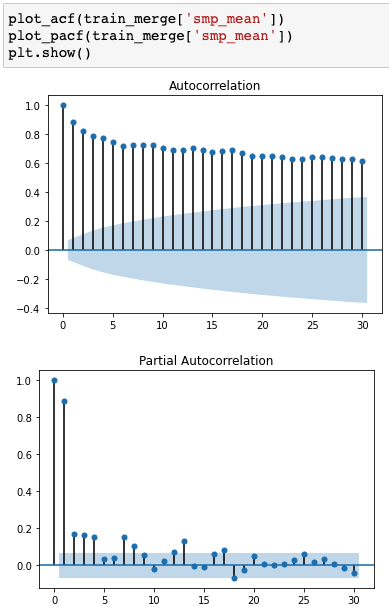 plot_acf(train_merge['smp_mean'])
plot_pacf(train_merge['smp_mean'])
plt.show()
Autocorrelation
1.0
0.8
0.6
0.4
0.2
0.0
−0.2
−0.4
0 5 10 15 20 25 30
Partial Autocorrelation
1.0
0.8
0.6
0.4
0.2
0.0
0 5 10 15 20 25 30